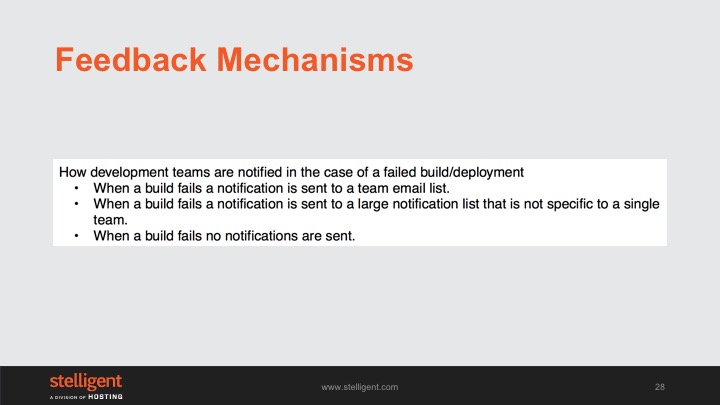 Feedback Mechanisms
How development teams are notified in the case of a failed build/deployment
• When a build fails a notification is sent to a team email list.
• When a build fails a notification is sent to a large notification list that is not specific to a single
team.
• When a build fails no notifications are sent.
stelligent
A DIVISION OF HOSTING
www.stelligent.com
28